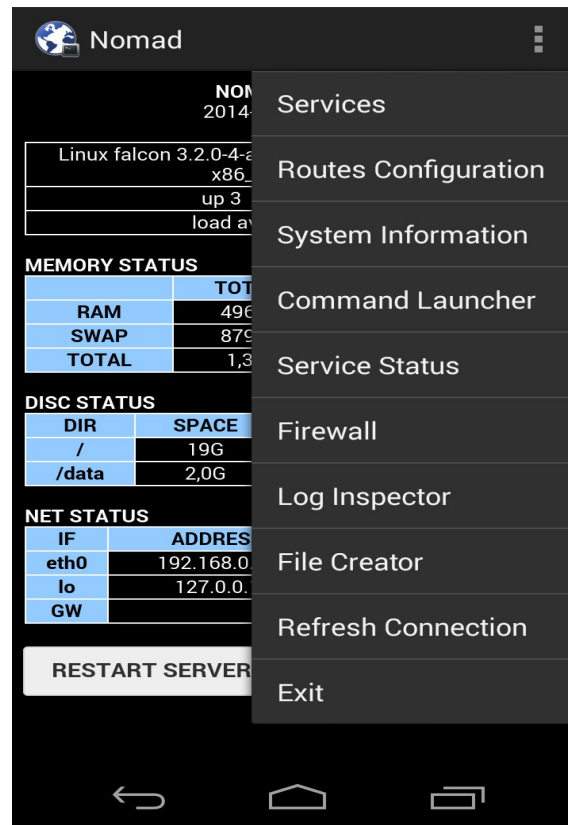 Nomad
NOM
2014-
Linux falcon 3.2.0-4-a
x86_
up 3
load av
MEMORY STATUS
TOT
RAM 496
SWAP 879
TOTAL 1,3
DISC STATUS
DIR SPACE
/ 19G
/data 2,0G
NET STATUS
IF ADDRES
eth0 192.168.0.
lo 127.0.0.
GW
RESTART SERVER
Services
Routes Configuration
System Information
Command Launcher
Service Status
Firewall
Log Inspector
File Creator
Refresh Connection
Exit